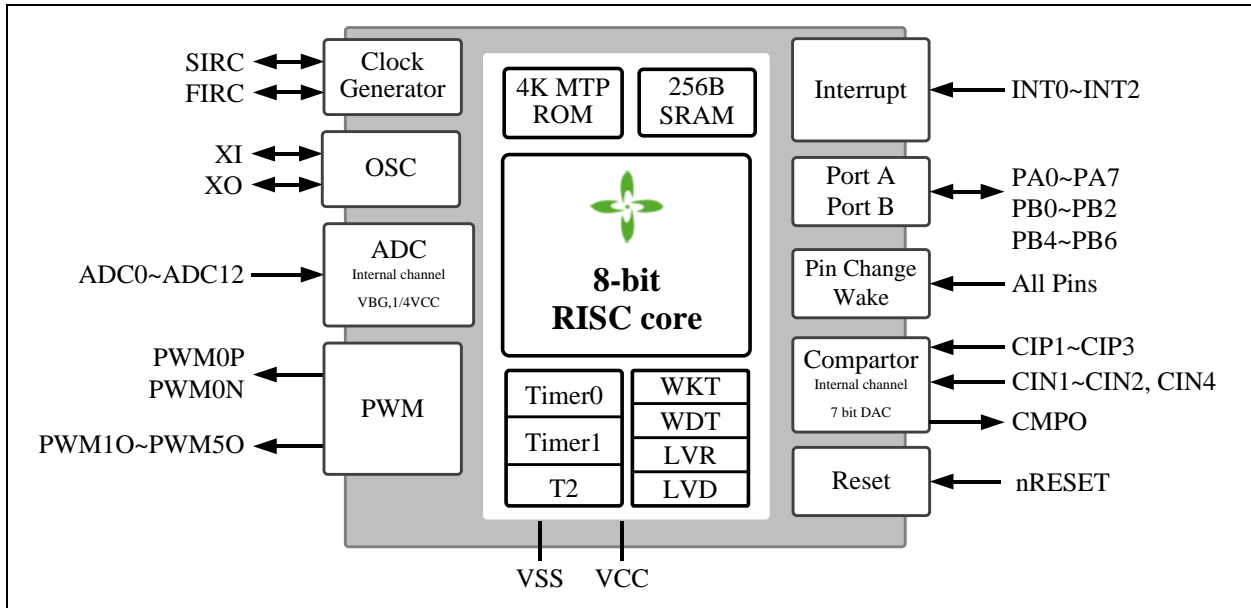 SIRC
FIRC
Clock
Generator
XI
XO
OSC
ADC0~ADC12
ADC
Internal channel
VBG,1/4VCC
PWM0P
PWM0N
PWM1O~PWM5O
PWM
4K MTP
ROM
256B
SRAM
8-bit
RISC core
Timer0
Timer1
T2
WKT
WDT
LVR
LVD
VSS
VCC
Interrupt
INT0~INT2
Port A
Port B
PA0~PA7
PB0~PB2
PB4~PB6
Pin Change
Wake
All Pins
Compartor
Internal channel
7 bit DAC
CIP1~CIP3
CIN1~CIN2, CIN4
CMPO
Reset
nRESET